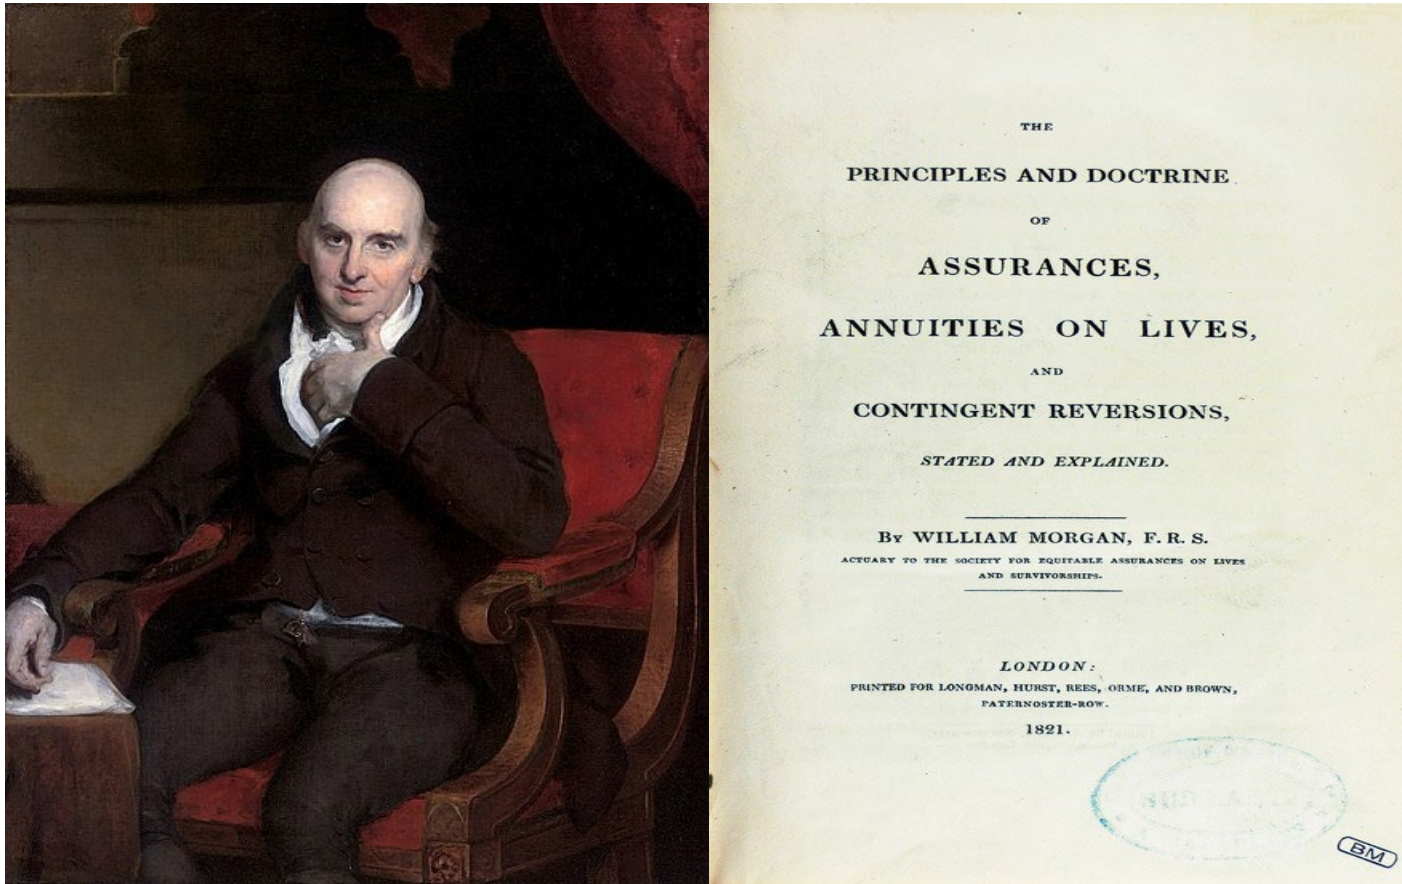 THE
PRINCIPLES AND DOCTRINE
OF
ASSURANCES,
ANNUITIES ON LIVES,
AND
CONTINGENT REVERSIONS,
STATED AND EXPLAINED.
By WILLIAM MORGAN, F. R. S.
ACTUARY TO THE SOCIETY FOR EQUITABLE ASSURANCES ON LIVES
AND SURVIVORSHIPS.
LONDON:
PRINTED FOR LONGMAN, HURST, REES, ORME, AND BROWN,
PATERNOSTER-ROW.
1821.
BM